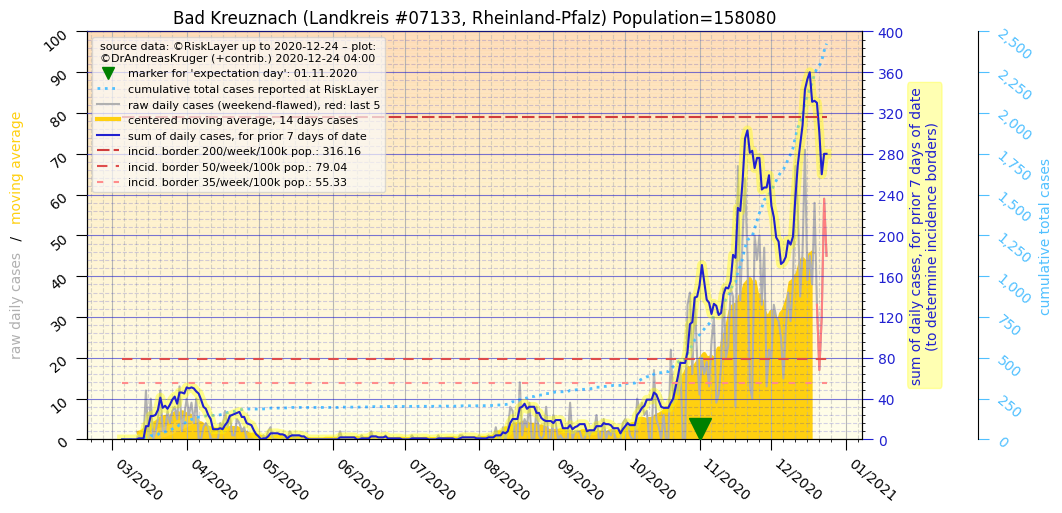 Bad Kreuznach (Landkreis #07133, Rheinland-Pfalz) Population=158080
source data: ©RiskLayer up to 2020-12-24 – plot:
©DrAndreasKruger (+contrib.) 2020-12-24 04:00
marker for 'expectation day': 01.11.2020
cumulative total cases reported at RiskLayer
raw daily cases (weekend-flawed), red: last 5
centered moving average, 14 days cases
sum of daily cases, for prior 7 days of date
incid. border 200/week/100k pop.: 316.16
incid. border 50/week/100k pop.: 79.04
incid. border 35/week/100k pop.: 55.33
raw daily cases / moving average
100
90
80
70
60
50
40
30
20
10
0
03/2020
04/2020
05/2020
06/2020
07/2020
08/2020
09/2020
10/2020
11/2020
12/2020
01/2021
400
360
320
280
240
200
160
120
80
40
0
sum of daily cases, for prior 7 days of date
(to determine incidence borders)
2,500
2,250
2,000
1,750
1,500
1,250
1,000
750
500
250
0
cumulative total cases